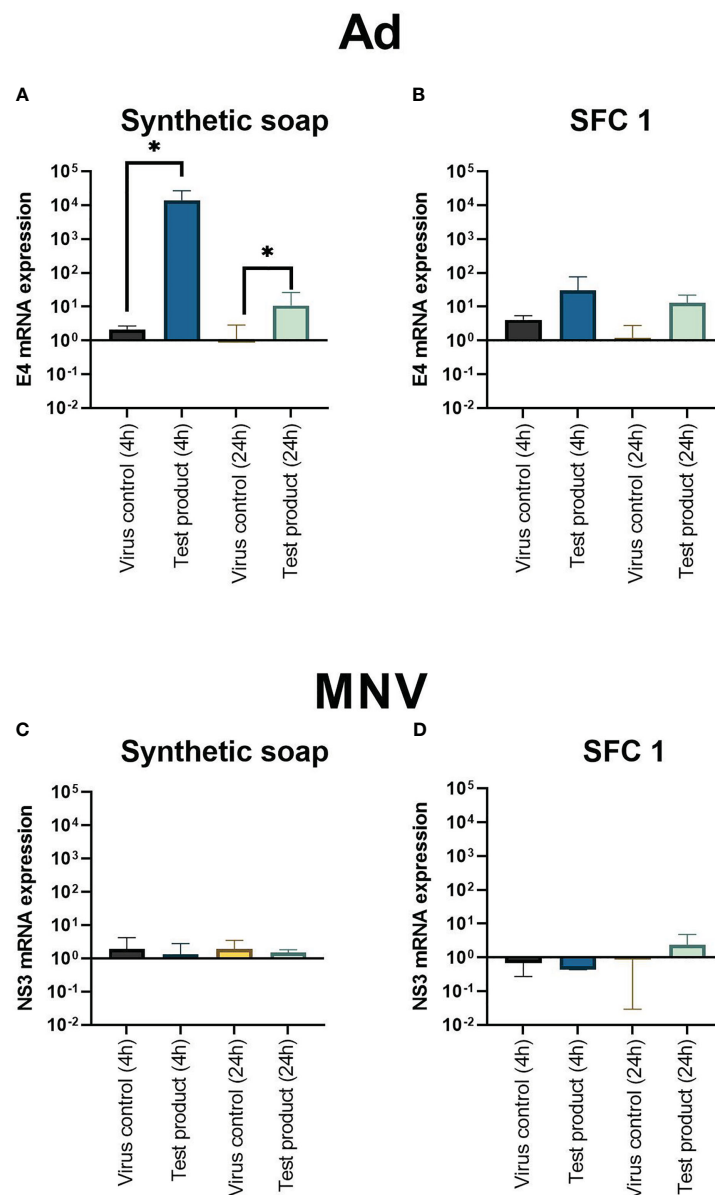 Ad
A
Synthetic soap
*
*
E4 mRNA expression
10^5
10^4
10^3
10^2
10^1
10^0
10^-1
10^-2
Virus control (4h)
Test product (4h)
Virus control (24h)
Test product (24h)
B
SFC 1
E4 mRNA expression
10^5
10^4
10^3
10^2
10^1
10^0
10^-1
10^-2
Virus control (4h)
Test product (4h)
Virus control (24h)
Test product (24h)
MNV
C
Synthetic soap
NS3 mRNA expression
10^5
10^4
10^3
10^2
10^1
10^0
10^-1
10^-2
Virus control (4h)
Test product (4h)
Virus control (24h)
Test product (24h)
D
SFC 1
NS3 mRNA expression
10^5
10^4
10^3
10^2
10^1
10^0
10^-1
10^-2
Virus control (4h)
Test product (4h)
Virus control (24h)
Test product (24h)